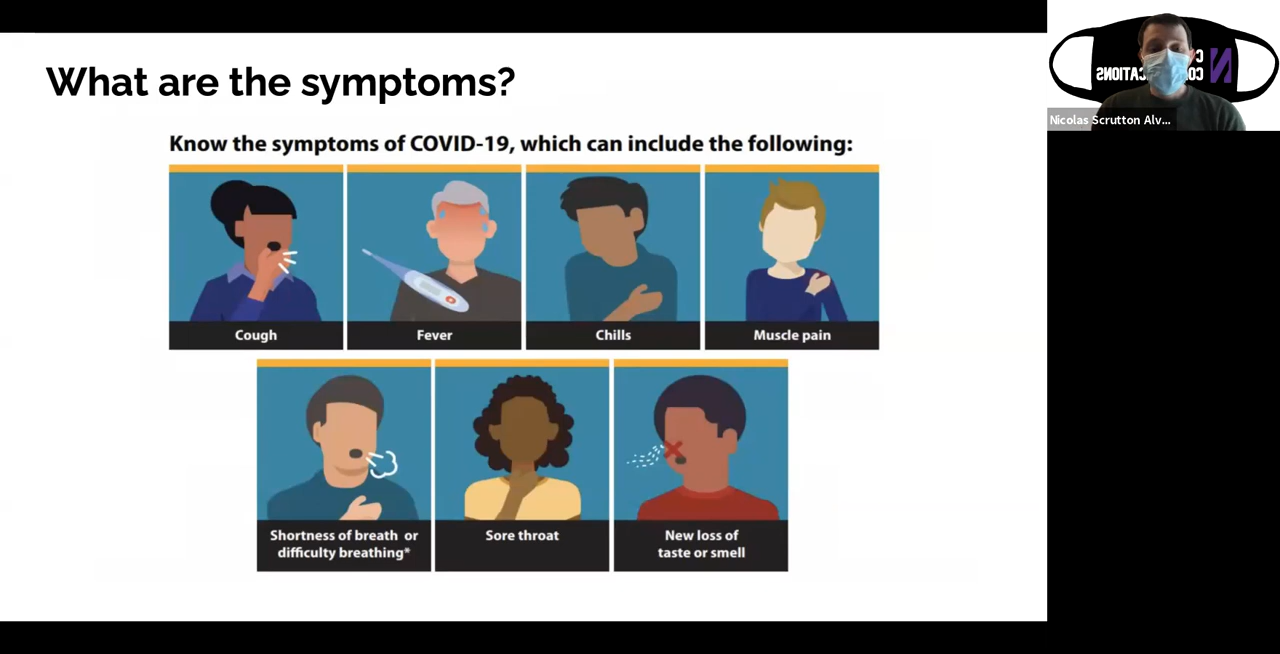 What are the symptoms?
Know the symptoms of COVID-19, which can include the following:
Cough
Fever
Chills
Muscle pain
Shortness of breath or
difficulty breathing*
Sore throat
New loss of
taste or smell
Nicolas Scrutton Alv...